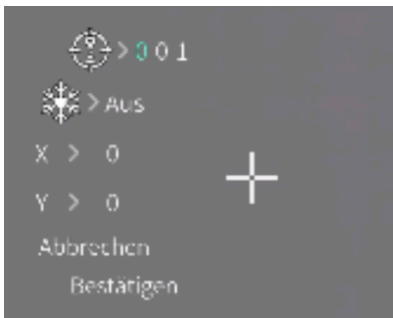 > 0 0 1
> Aus
X > 0
Y > 0
Abbrechen
Bestätigen